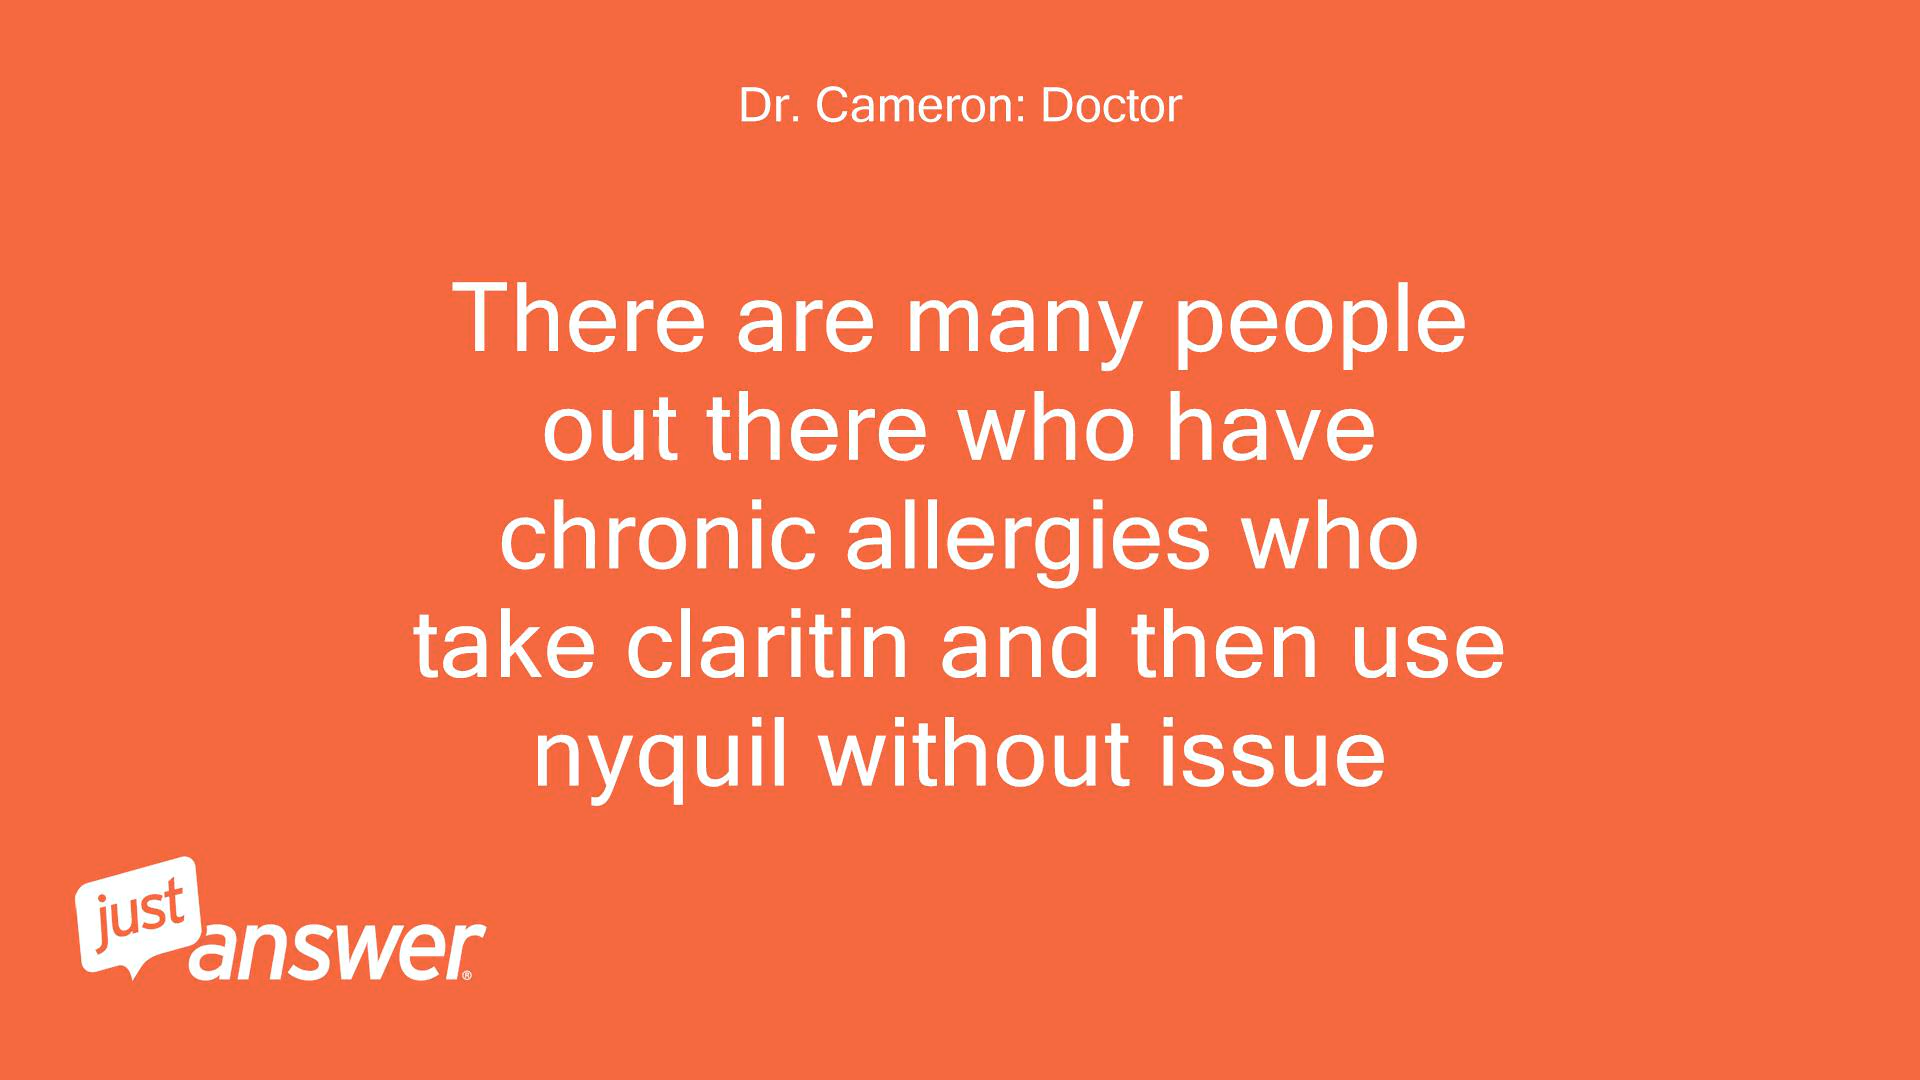 Dr. Cameron: Doctor
There are many people
out there who have
chronic allergies who
take claritin and then use
nyquil without issue
just
answer®